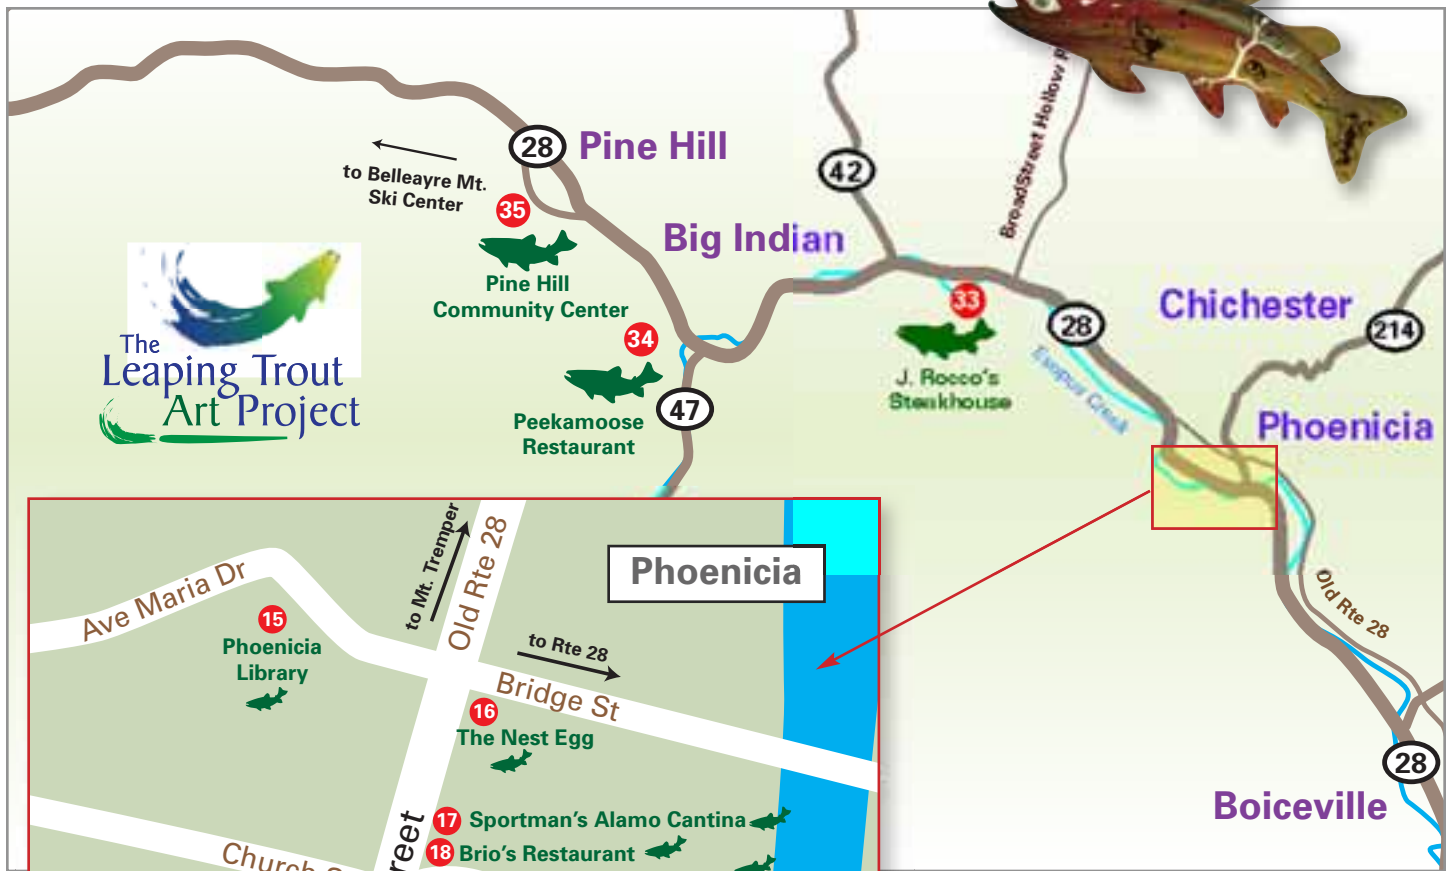 28
Pine Hill
to Belleayre Mt.
Ski Center
35
Pine Hill
Community Center
Big Indian
42
BroadStreet Hollow
33
J. Rocco's
Steakhouse
28
Esopus Creek
Chichester
214
Phoenicia
34
Peekamoose
Restaurant
47
The
Leaping Trout
Art Project
Old Rte 28
28
Boiceville
Phoenicia
to Mt. Tremper
Old Rte 28
Ave Maria Dr
15
Phoenicia
Library
to Rte 28
Bridge St
16
The Nest Egg
17 Sportman's Alamo Cantina
18 Brio's Restaurant
Church S
reet